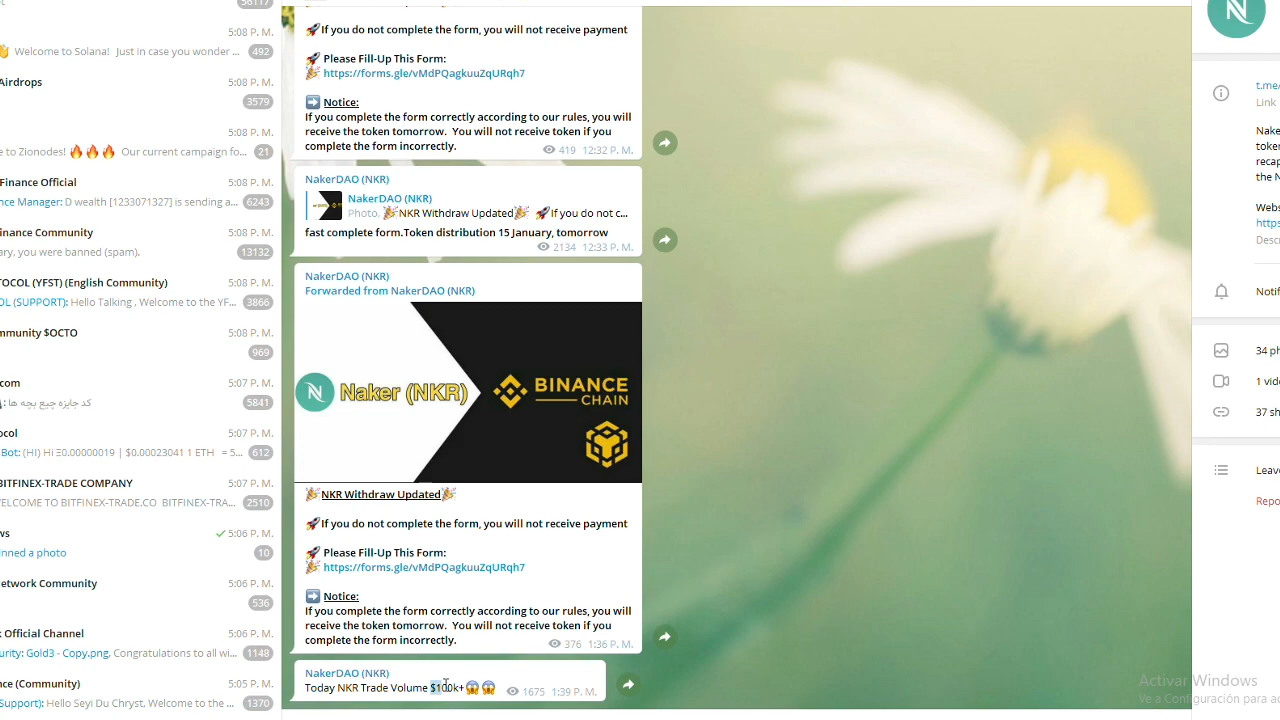 56117
5:08 P. M.
Welcome to Solana! Just in case you wonder ...
492
Airdrops
5:08 P. M.
3579
5:08 P. M.
e to Zionodes! 🔥🔥🔥 Our current campaign fo...
21
Finance Official
5:08 P. M.
nce Manager: D wealth [1233071327] is sending a...
6243
inance Community
5:08 P. M.
ary, you were banned (spam).
13132
TOCOL (YFST) (English Community)
5:08 P. M.
OL (SUPPORT): Hello Talking , Welcome to the YF...
3866
mmunity $OCTO
5:08 P. M.
969
com
5:07 P. M.
کد جایزه جیع بچه ها
5841
ocol
5:07 P. M.
Bot: (HI) Hi Ξ0.00000019 | $0.00023041 1 ETH = 5...
612
BITFINEX-TRADE COMPANY
5:07 P. M.
VELCOME TO BITFINEX-TRADE.CO BITFINEX-TRA...
2510
ws
5:06 P. M.
inned a photo
10
etwork Community
5:06 P. M.
536
k Official Channel
5:06 P. M.
urity: Gold3 - Copy.png, Congratulations to all wi...
1148
nce (Community)
5:05 P. M.
Support): Hello Seyi Du Chryst, Welcome to the ...
1370
🚀If you do not complete the form, you will not receive payment
🚀 Please Fill-Up This Form:
🎉 https://forms.gle/vMdPQagkuuZqURqh7
➡️ Notice:
If you complete the form correctly according to our rules, you will
receive the token tomorrow. You will not receive token if you
complete the form incorrectly.
419 12:32 P. M.
NakerDAO (NKR)
NakerDAO (NKR)
Photo, 🎉NKR Withdraw Updated🎉 🚀If you do not c...
fast complete form.Token distribution 15 January, tomorrow
2134 12:33 P. M.
NakerDAO (NKR)
Forwarded from NakerDAO (NKR)
Naker (NKR)
BINANCE
CHAIN
🎉NKR Withdraw Updated🎉
🚀If you do not complete the form, you will not receive payment
🚀 Please Fill-Up This Form:
🎉 https://forms.gle/vMdPQagkuuZqURqh7
➡️ Notice:
If you complete the form correctly according to our rules, you will
receive the token tomorrow. You will not receive token if you
complete the form incorrectly.
376 1:36 P. M.
NakerDAO (NKR)
Today NKR Trade Volume $100k+😱😱
1675 1:39 P. M.
t.me/
Link
Nake
token
recap
the N
Webs
https
Descr
Notif
34 ph
1 vide
37 sh
Leav
Repo
Activar Windows
Ve a Configuración para ac